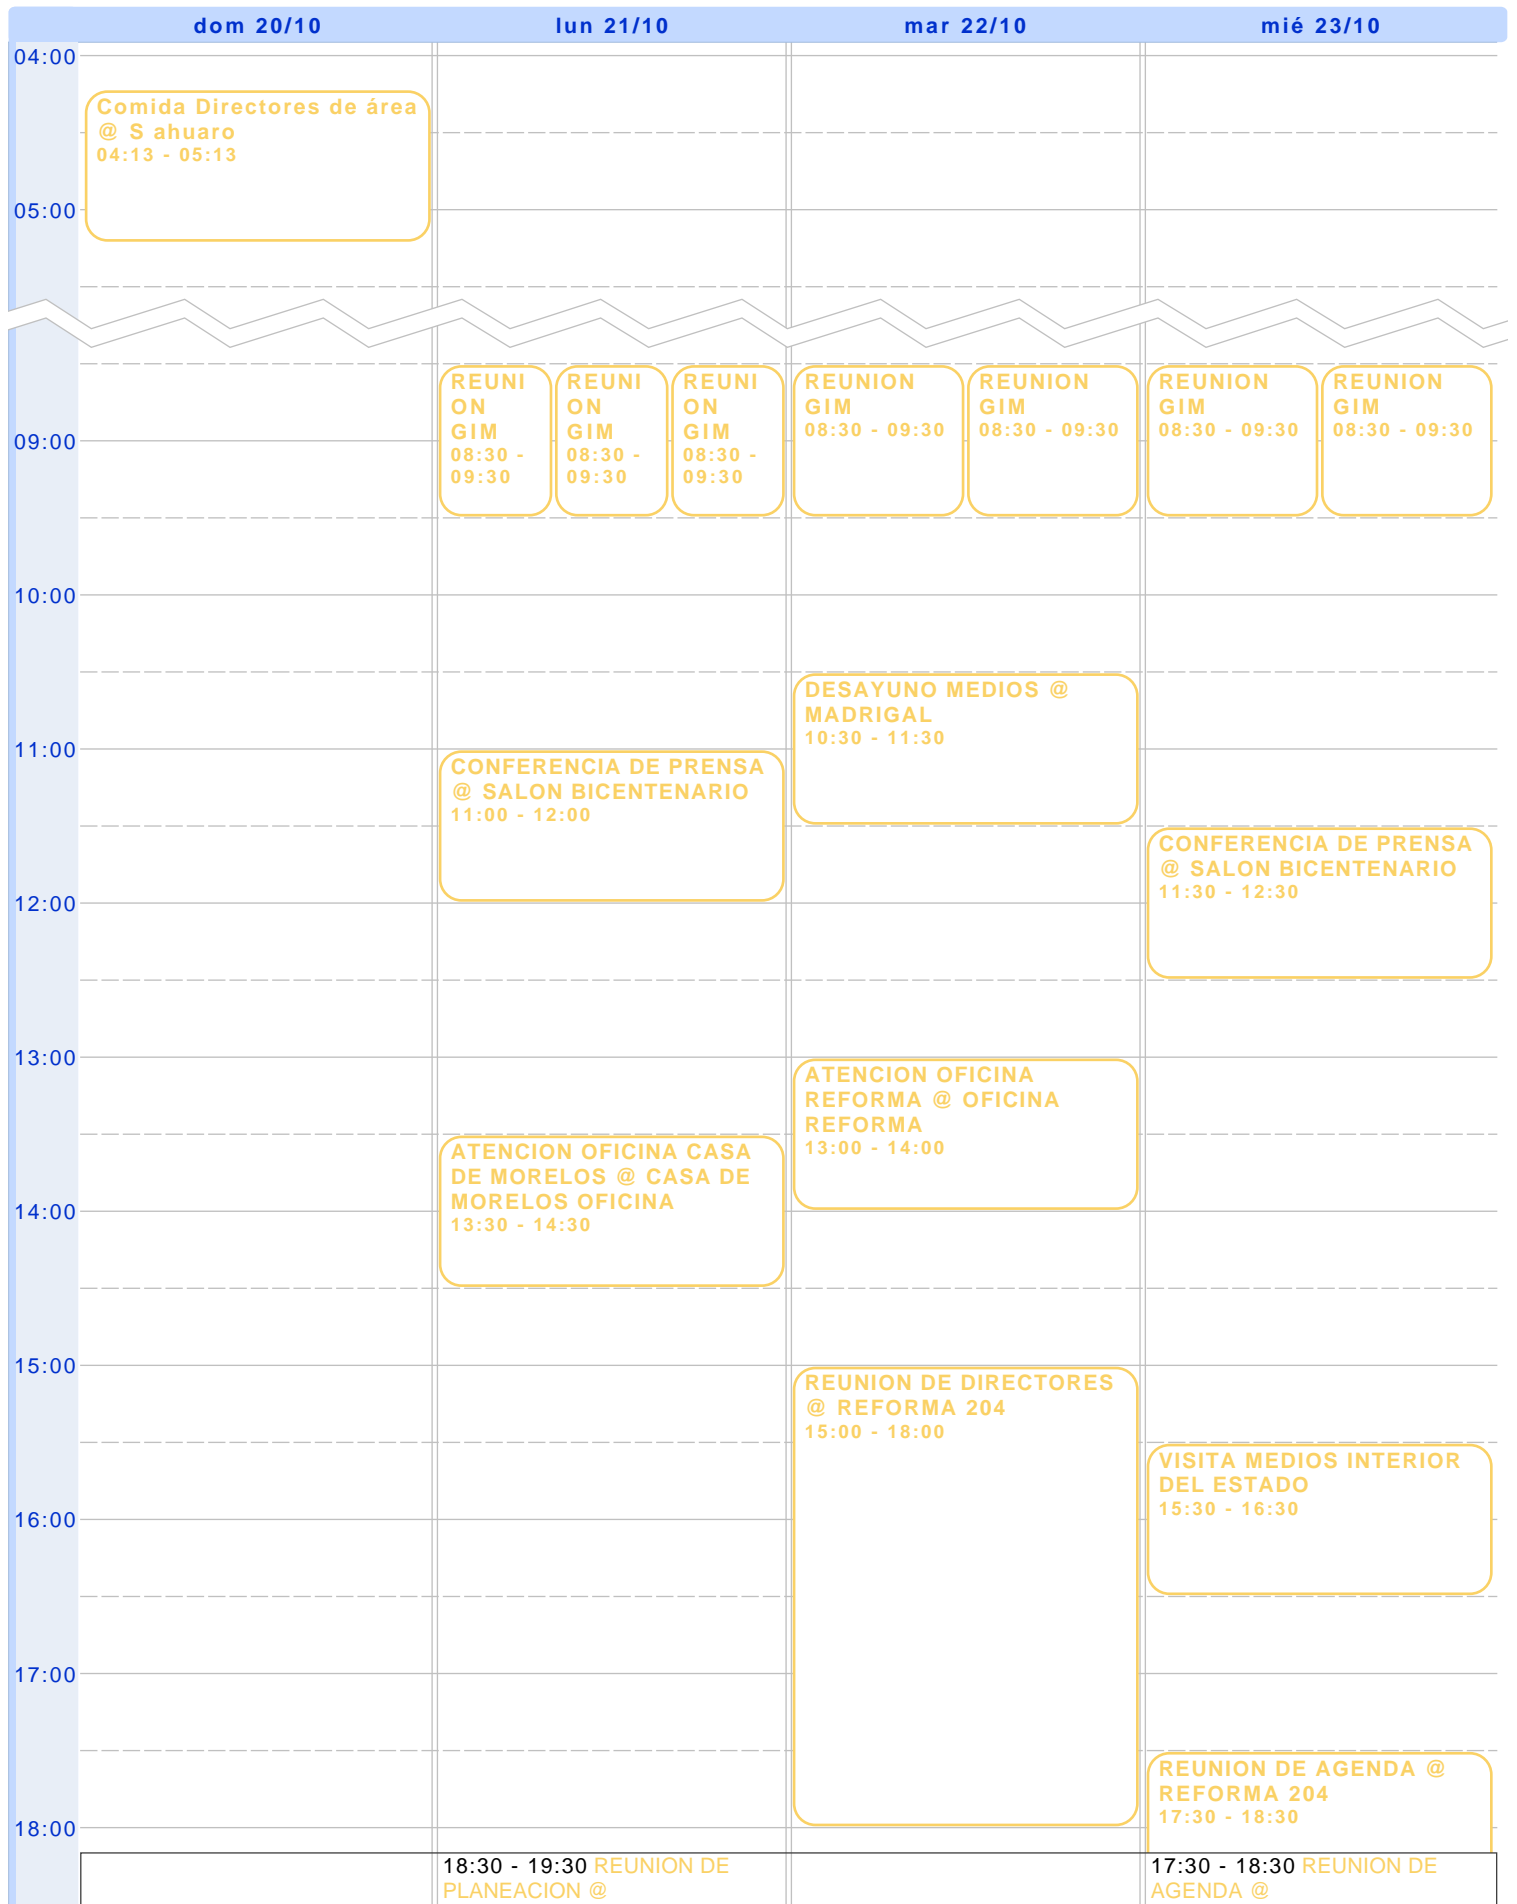 dom 20/10
lun 21/10
mar 22/10
mié 23/10
04:00
Comida Directores de área
@ S ahuaro
04:13 - 05:13
05:00
REUNI
ON
GIM
08:30 -
09:30
REUNI
ON
GIM
08:30 -
09:30
REUNI
ON
GIM
08:30 -
09:30
REUNION
GIM
08:30 - 09:30
REUNION
GIM
08:30 - 09:30
REUNION
GIM
08:30 - 09:30
REUNION
GIM
08:30 - 09:30
09:00
10:00
DESAYUNO MEDIOS @
MADRIGAL
10:30 - 11:30
11:00
CONFERENCIA DE PRENSA
@ SALON BICENTENARIO
11:00 - 12:00
CONFERENCIA DE PRENSA
@ SALON BICENTENARIO
11:30 - 12:30
12:00
13:00
ATENCION OFICINA
REFORMA @ OFICINA
REFORMA
13:00 - 14:00
ATENCION OFICINA CASA
DE MORELOS @ CASA DE
MORELOS OFICINA
13:30 - 14:30
14:00
15:00
REUNION DE DIRECTORES
@ REFORMA 204
15:00 - 18:00
VISITA MEDIOS INTERIOR
DEL ESTADO
15:30 - 16:30
16:00
17:00
REUNION DE AGENDA @
REFORMA 204
17:30 - 18:30
18:00
18:30 - 19:30 REUNION DE
PLANEACION @
17:30 - 18:30 REUNION DE
AGENDA @